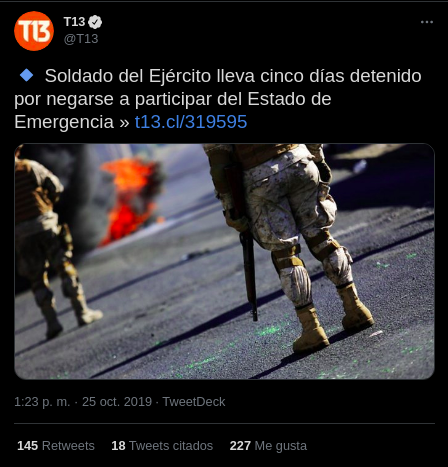 T13
T13
@T13
Soldado del Ejército lleva cinco días detenido
por negarse a participar del Estado de
Emergencia » t13.cl/319595
1:23 p. m. · 25 oct. 2019 · TweetDeck
145 Retweets 18 Tweets citados 227 Me gusta